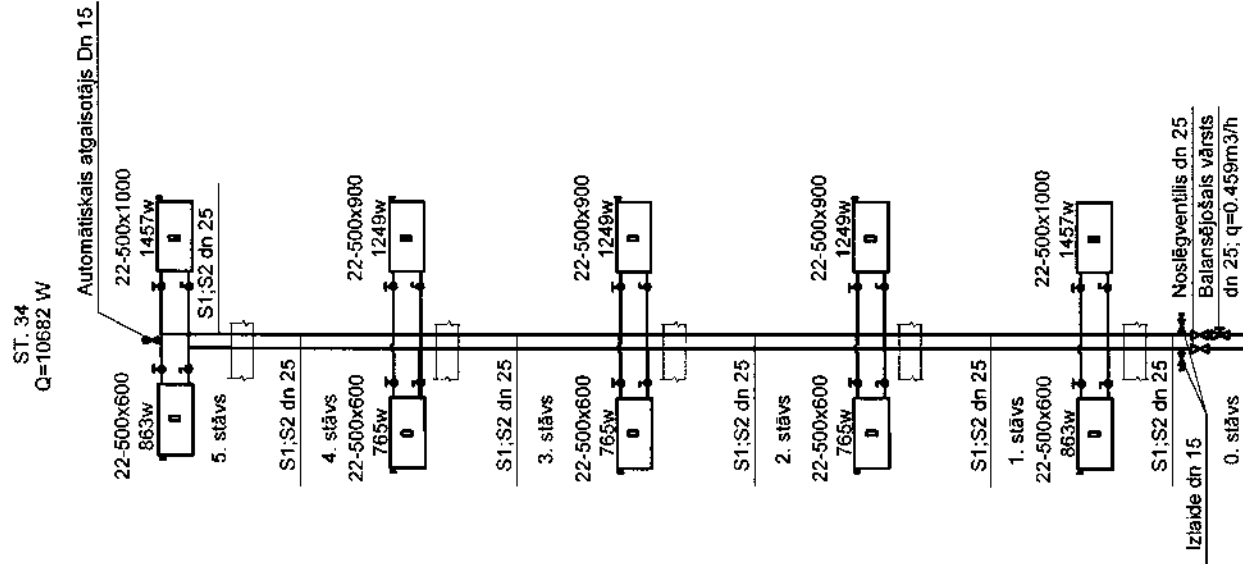 ST. 34
Q=10682 W
Automātiskais atgaisotājs Dn 15
22-500x600
863w
22-500x1000
1457w
S1;S2 dn 25
5. stāvs
S1;S2 dn 25
4. stāvs
22-500x600
765w
22-500x900
1249w
S1;S2 dn 25
3. stāvs
22-500x600
765w
22-500x900
1249w
S1;S2 dn 25
2. stāvs
22-500x600
765w
22-500x900
1249w
S1;S2 dn 25
1. stāvs
22-500x600
863w
22-500x1000
1457w
S1;S2 dn 25
Noslēgventilis dn 25
Balansējošais vārsts
dn 25; q=0.459m3/h
Izlaide dn 15
0. stāvs